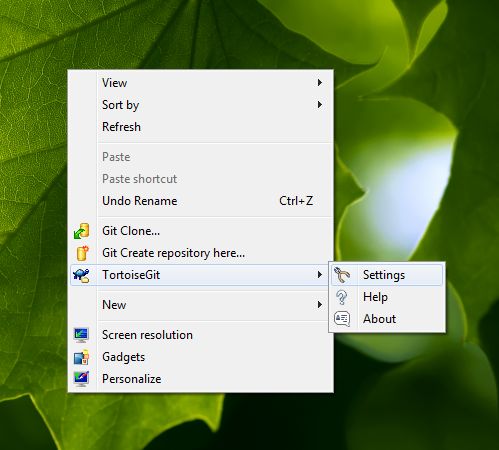 View
Sort by
Refresh
Paste
Paste shortcut
Undo Rename Ctrl+Z
Git Clone...
Git Create repository here...
TortoiseGit
New
Screen resolution
Gadgets
Personalize
Settings
Help
About